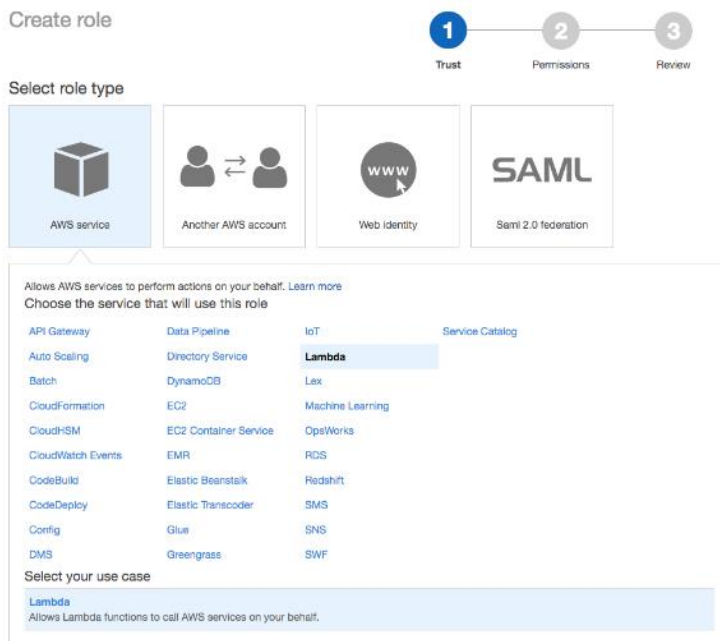 Create role
1 2 3
Trust Permissions Review
Select role type
www SAML
AWS service Another AWS account Web identity Saml 2.0 federation
Allows AWS services to perform actions on your behalf. Learn more
Choose the service that will use this role
API Gateway Data Pipeline IoT Service Catalog
Auto Scaling Directory Service Lambda
Batch DynamoDB Lex
CloudFormation EC2 Machine Learning
CloudHSM EC2 Container Service OpsWorks
CloudWatch Events EMR RDS
CodeBuild Elastic Beanstalk Redshift
CodeDeploy Elastic Transcoder SMS
Config Glue SNS
DMS Greengrass SWF
Select your use case
Lambda
Allows Lambda functions to call AWS services on your behalf.